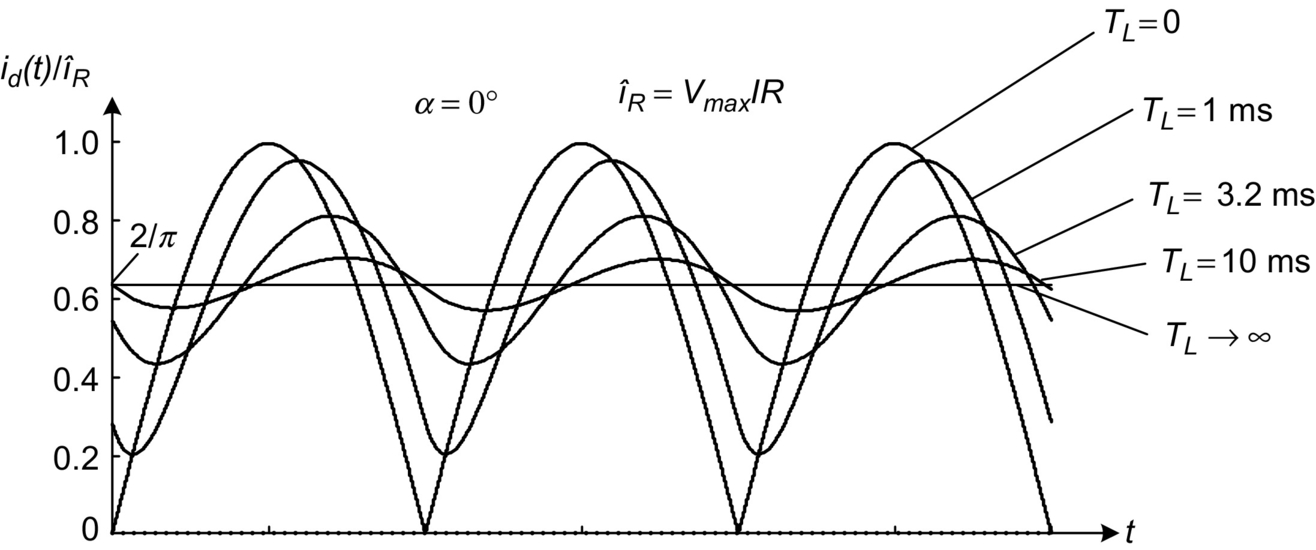 i_d(t)/î_R
α = 0°
î_R = V_max/R
T_L = 0
T_L = 1 ms
T_L = 3.2 ms
T_L = 10 ms
T_L → ∞
2/π
1.0
0.8
0.6
0.4
0.2
0
t